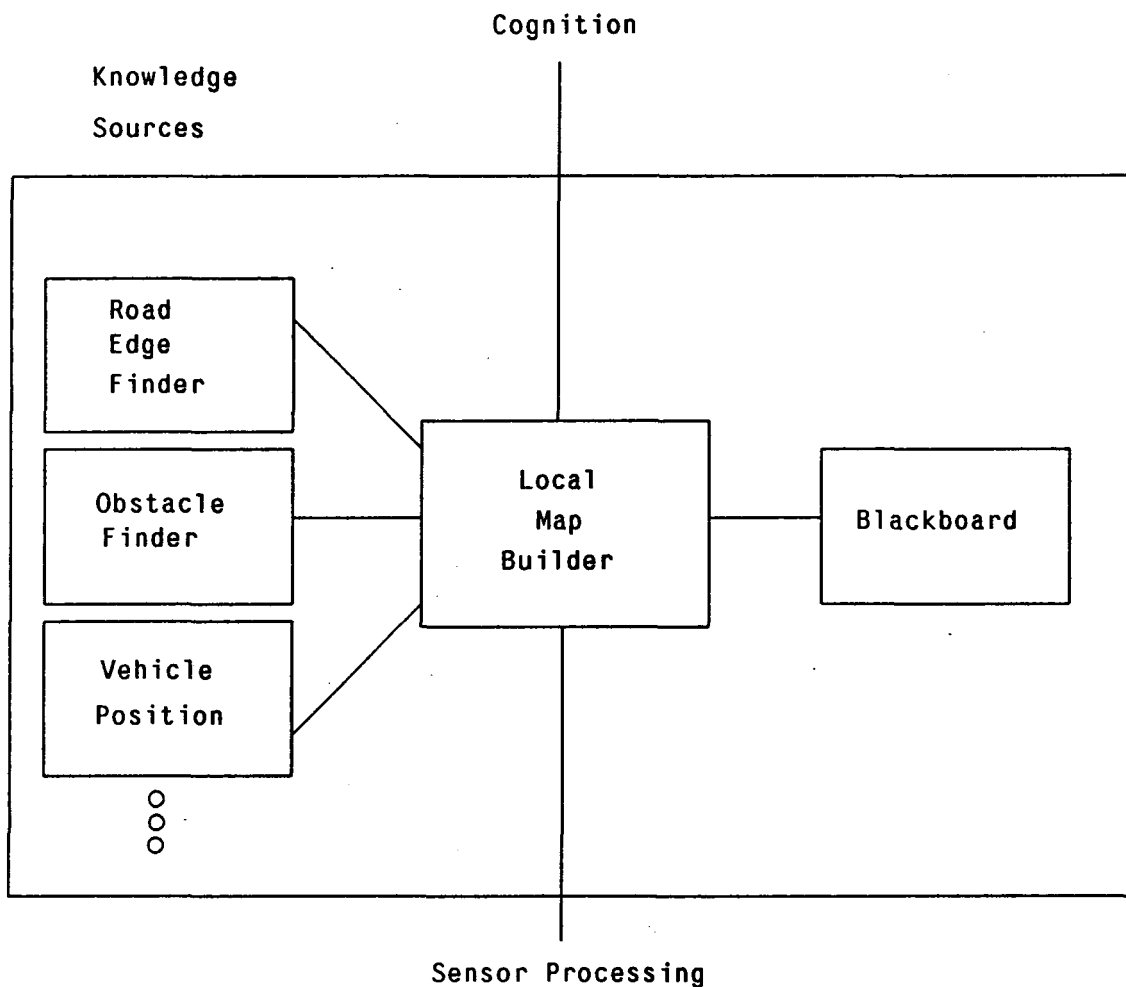 Cognition
Knowledge
Sources
Road
Edge
Finder
Obstacle
Finder
Vehicle
Position
Local
Map
Builder
Blackboard
Sensor Processing